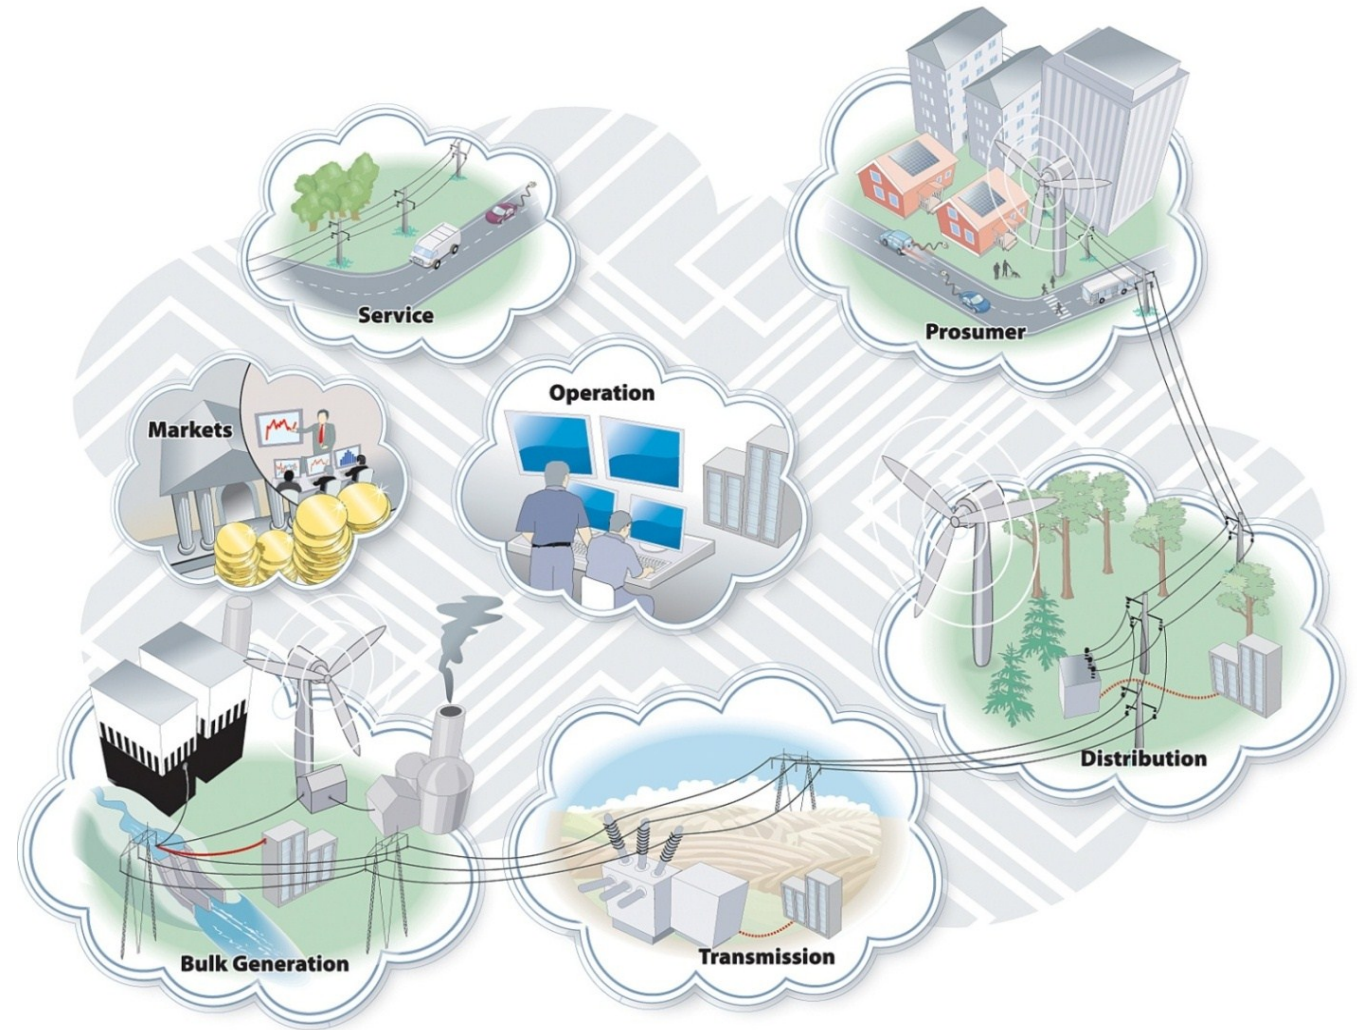 Service
Prosumer
Operation
Markets
Distribution
Transmission
Bulk Generation